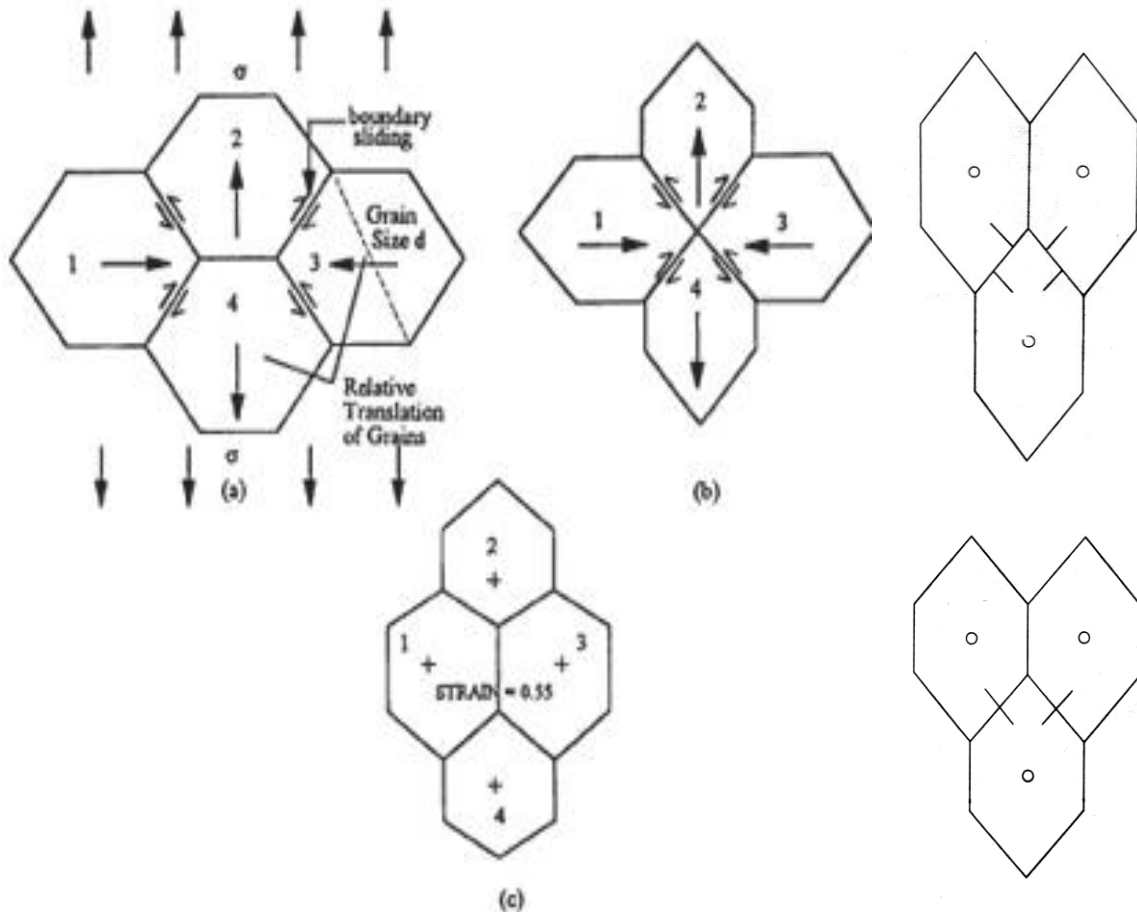 σ
boundary
sliding
2
Grain
Size d
1
3
4
Relative
Translation
of Grains
σ
(a)
2
1
3
4
(b)
2
1
3
STRAIN = 0.55
4
(c)